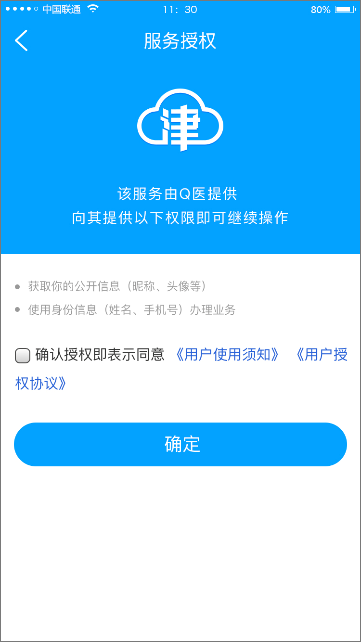 中国联通 11：30 80%
服务授权
津
该服务由Q医提供
向其提供以下权限即可继续操作
获取你的公开信息（昵称、头像等）
使用身份信息（姓名、手机号）办理业务
确认授权即表示同意 《用户使用须知》 《用户授
权协议》
确定